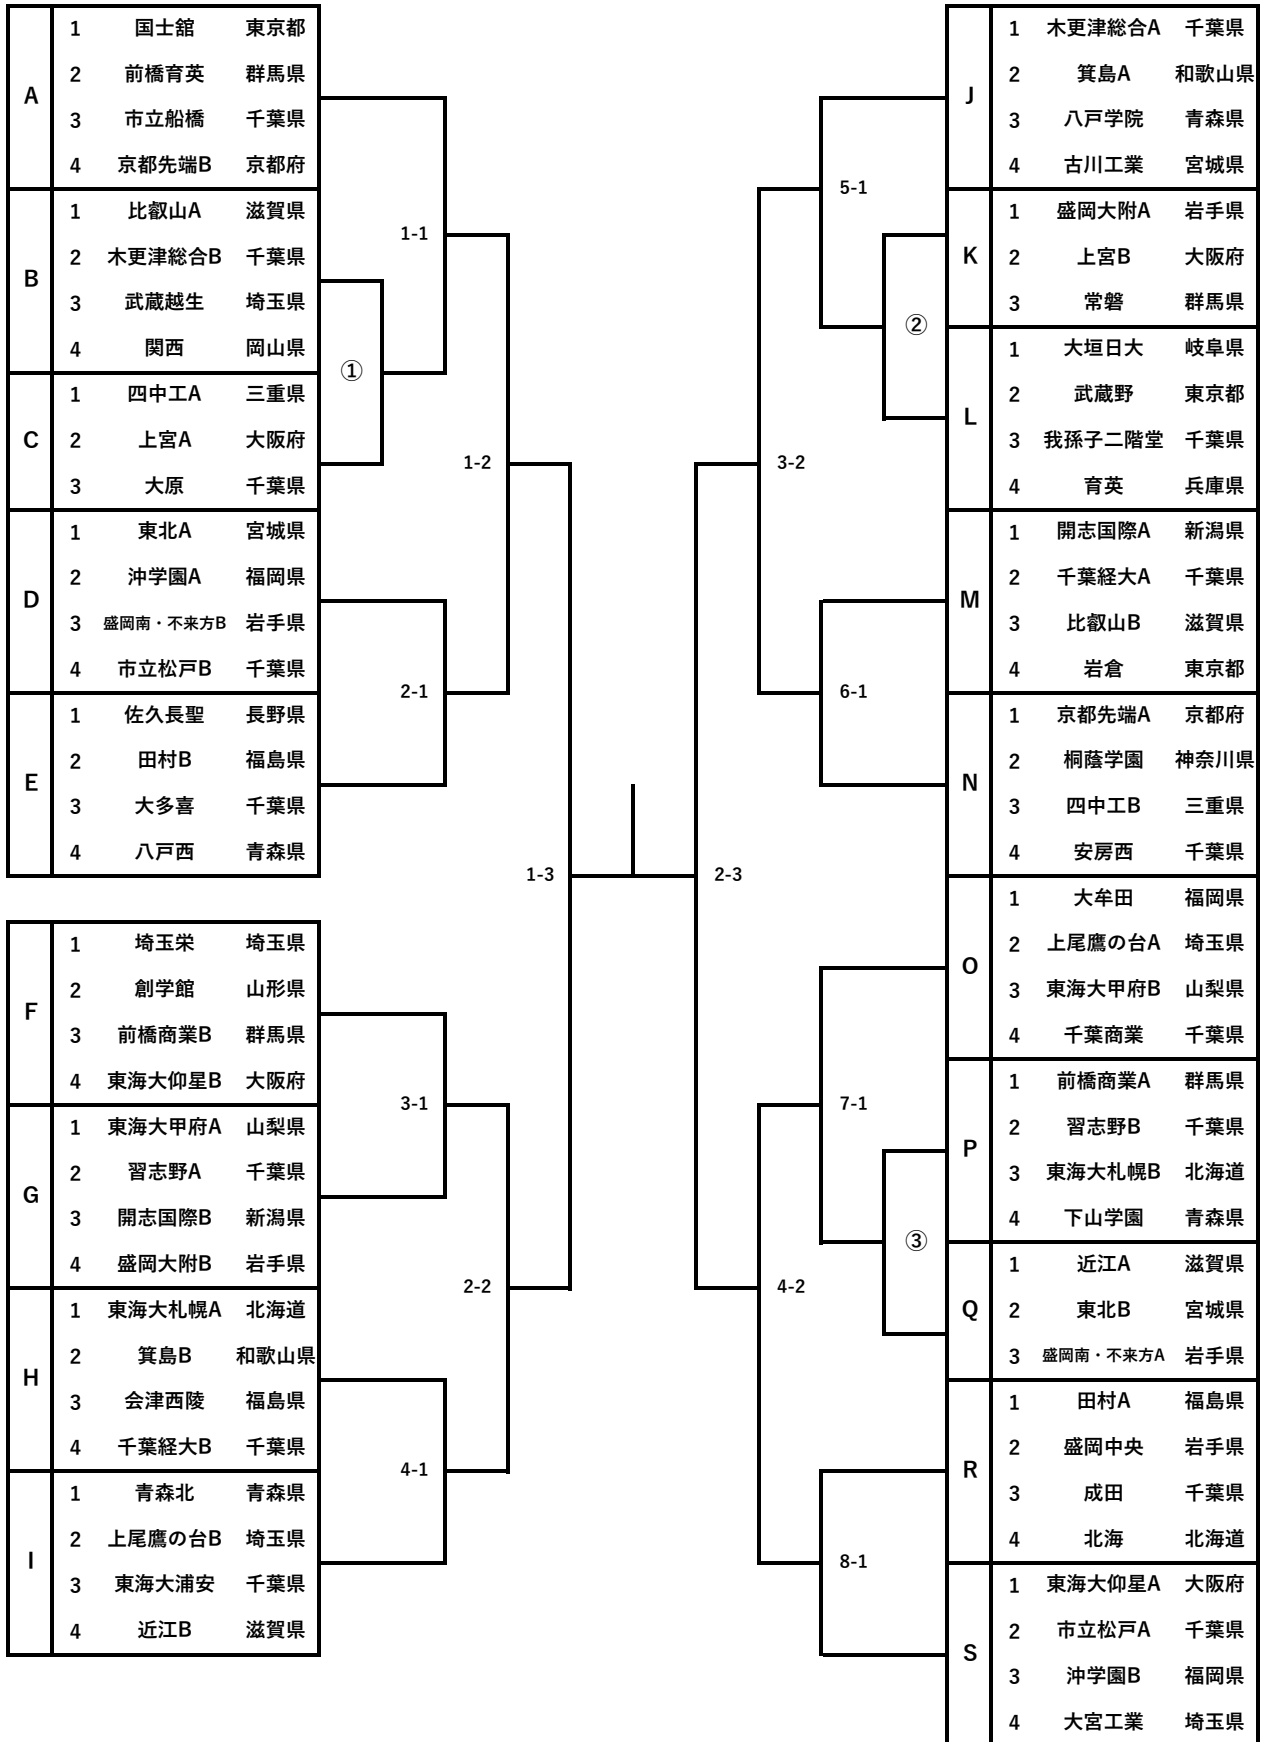 A
1 国士舘 東京都
2 前橋育英 群馬県
3 市立船橋 千葉県
4 京都先端B 京都府
B
1 比叡山A 滋賀県
2 木更津総合B 千葉県
3 武蔵越生 埼玉県
4 関西 岡山県
C
1 四中工A 三重県
2 上宮A 大阪府
3 大原 千葉県
D
1 東北A 宮城県
2 沖学園A 福岡県
3 盛岡南・不来方B 岩手県
4 市立松戸B 千葉県
E
1 佐久長聖 長野県
2 田村B 福島県
3 大多喜 千葉県
4 八戸西 青森県
F
1 埼玉栄 埼玉県
2 創学館 山形県
3 前橋商業B 群馬県
4 東海大仰星B 大阪府
G
1 東海大甲府A 山梨県
2 習志野A 千葉県
3 開志国際B 新潟県
4 盛岡大附B 岩手県
H
1 東海大札幌A 北海道
2 箕島B 和歌山県
3 会津西陵 福島県
4 千葉経大B 千葉県
I
1 青森北 青森県
2 上尾鷹の台B 埼玉県
3 東海大浦安 千葉県
4 近江B 滋賀県
1-1
①
1-2
2-1
1-3
3-1
2-2
4-1
5-1
②
3-2
6-1
2-3
7-1
③
4-2
8-1
J
1 木更津総合A 千葉県
2 箕島A 和歌山県
3 八戸学院 青森県
4 古川工業 宮城県
K
1 盛岡大附A 岩手県
2 上宮B 大阪府
3 常磐 群馬県
L
1 大垣日大 岐阜県
2 武蔵野 東京都
3 我孫子二階堂 千葉県
4 育英 兵庫県
M
1 開志国際A 新潟県
2 千葉経大A 千葉県
3 比叡山B 滋賀県
4 岩倉 東京都
N
1 京都先端A 京都府
2 桐蔭学園 神奈川県
3 四中工B 三重県
4 安房西 千葉県
O
1 大牟田 福岡県
2 上尾鷹の台A 埼玉県
3 東海大甲府B 山梨県
4 千葉商業 千葉県
P
1 前橋商業A 群馬県
2 習志野B 千葉県
3 東海大札幌B 北海道
4 下山学園 青森県
Q
1 近江A 滋賀県
2 東北B 宮城県
3 盛岡南・不来方A 岩手県
R
1 田村A 福島県
2 盛岡中央 岩手県
3 成田 千葉県
4 北海 北海道
S
1 東海大仰星A 大阪府
2 市立松戸A 千葉県
3 沖学園B 福岡県
4 大宮工業 埼玉県